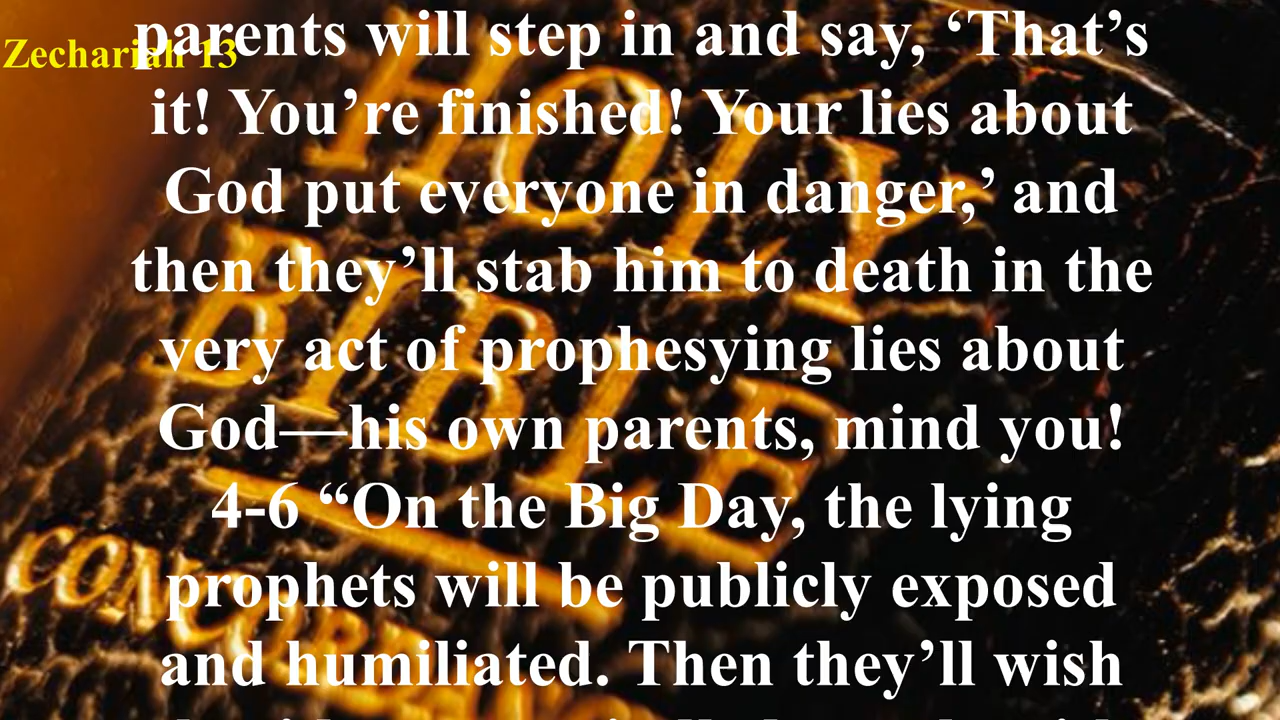 Zechariah 13
parents will step in and say, ‘That’s
it! You’re finished! Your lies about
God put everyone in danger,’ and
then they’ll stab him to death in the
very act of prophesying lies about
God—his own parents, mind you!
4-6 “On the Big Day, the lying
prophets will be publicly exposed
and humiliated. Then they’ll wish
HOLY
BIBLE